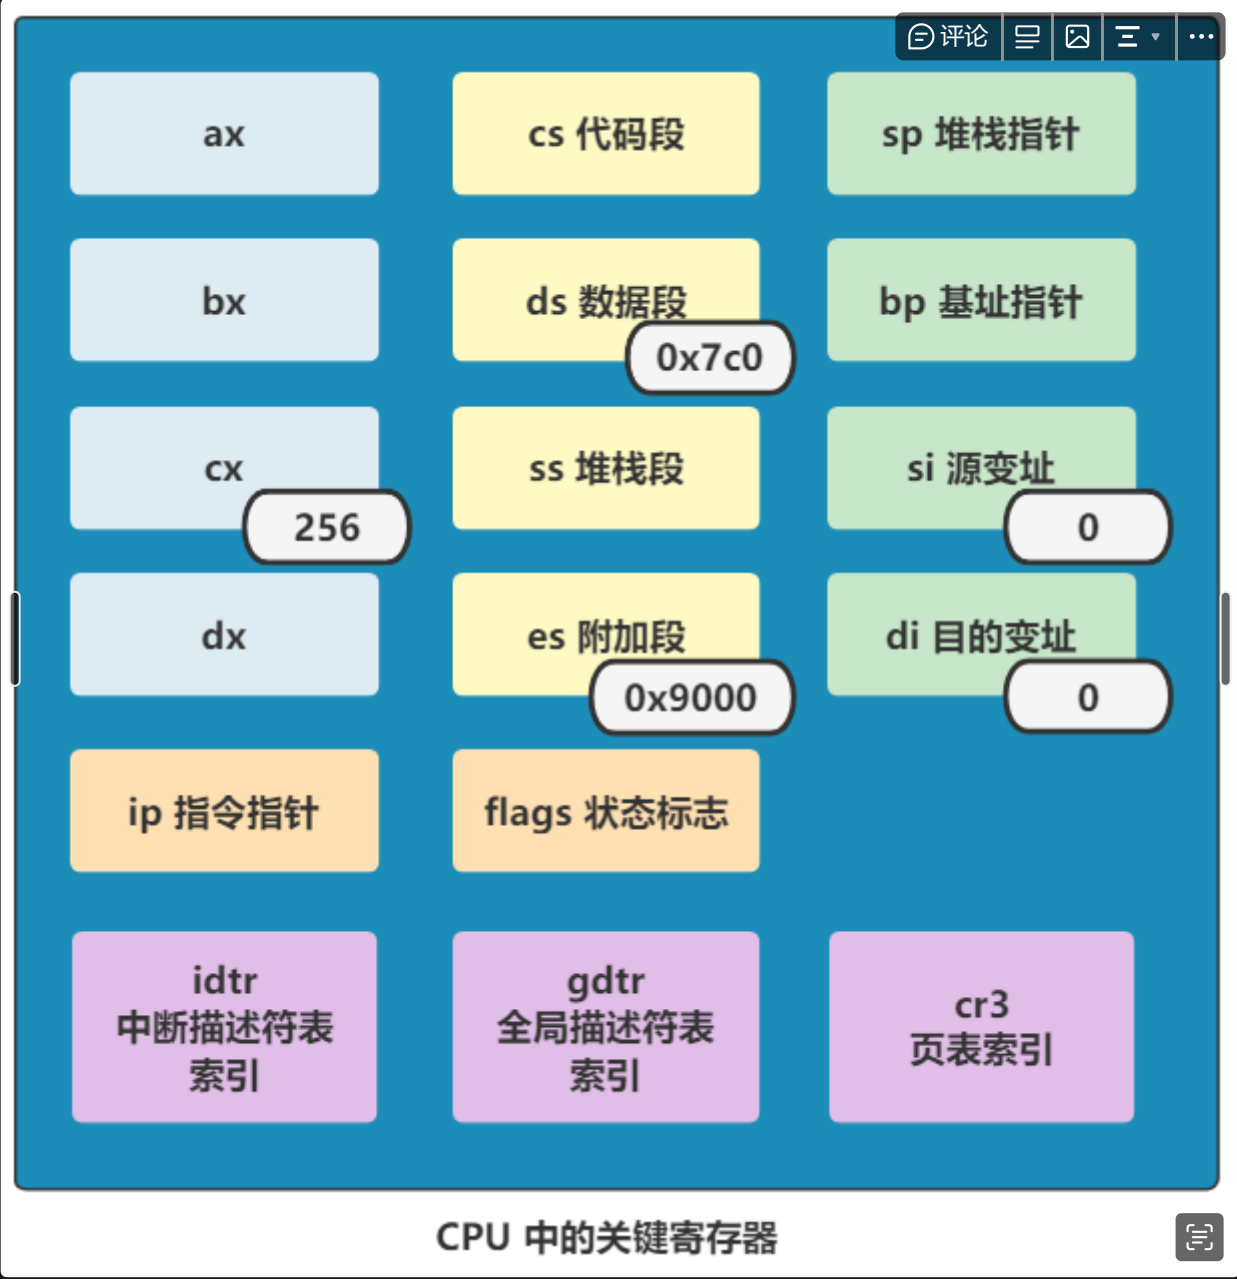 评论
ax
cs 代码段
sp 堆栈指针
bx
ds 数据段
bp 基址指针
0x7c0
cx
ss 堆栈段
si 源变址
256
0
dx
es 附加段
di 目的变址
0x9000
0
ip 指令指针
flags 状态标志
idtr
中断描述符表
索引
gdtr
全局描述符表
索引
cr3
页表索引
CPU 中的关键寄存器